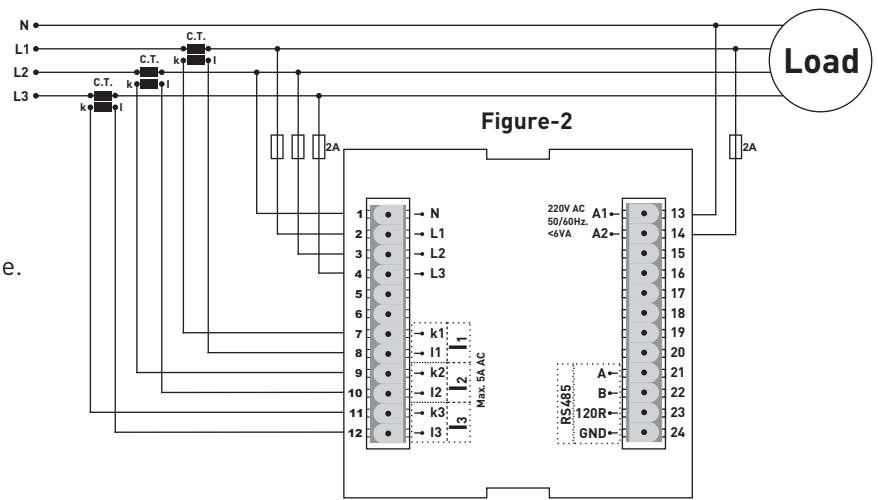 N
L1
L2
L3
C.T.
k l
C.T.
k l
C.T.
k l
Load
Figure-2
2A
2A
e.
1 N
2 L1
3 L2
4 L3
5
6
7 k1
8 l1
I1
9 k2
10 l2
I2
11 k3
12 l3
I3
Max. 5A AC
220V AC
50/60Hz.
<6VA
A1 13
A2 14
15
16
17
18
19
20
RS485
A 21
B 22
120R 23
GND 24